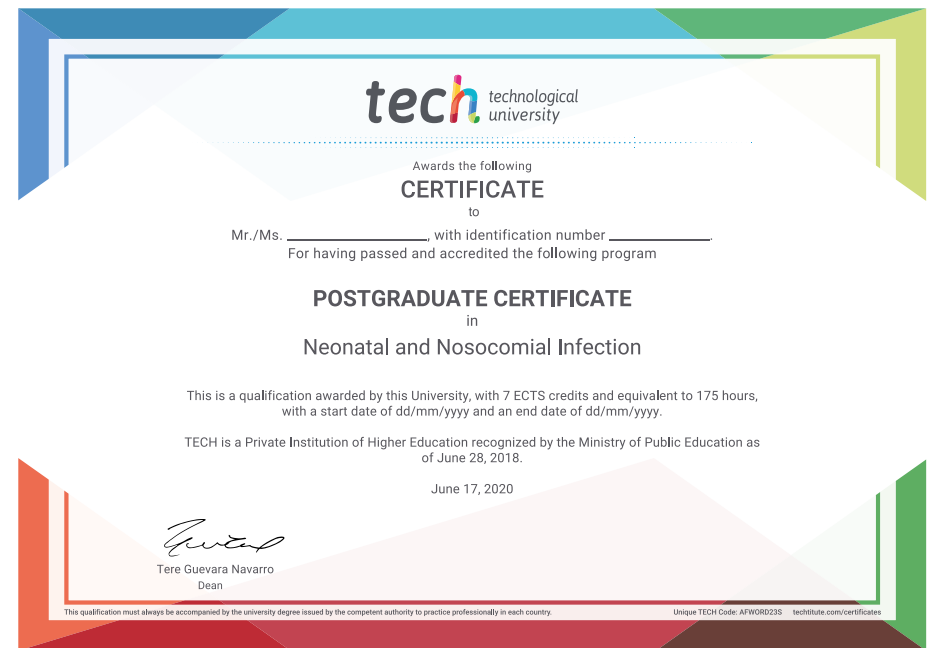 tech technological
university
Awards the following
CERTIFICATE
to
Mr./Ms. ____________________, with identification number ______________.
For having passed and accredited the following program
POSTGRADUATE CERTIFICATE
in
Neonatal and Nosocomial Infection
This is a qualification awarded by this University, with 7 ECTS credits and equivalent to 175 hours,
with a start date of dd/mm/yyyy and an end date of dd/mm/yyyy.
TECH is a Private Institution of Higher Education recognized by the Ministry of Public Education as
of June 28, 2018.
June 17, 2020
Tere Guevara Navarro
Dean
This qualification must always be accompanied by the university degree issued by the competent authority to practice professionally in each country.
Unique TECH Code: AFWORD23S techtitute.com/certificates